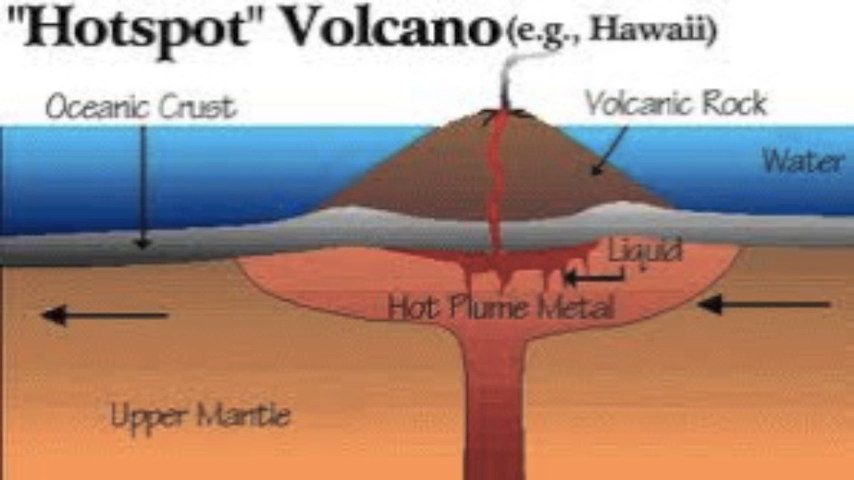 "Hotspot" Volcano (e.g., Hawaii)
Oceanic Crust
Volcanic Rock
Water
Liquid
Hot Plume Metal
Upper Mantle